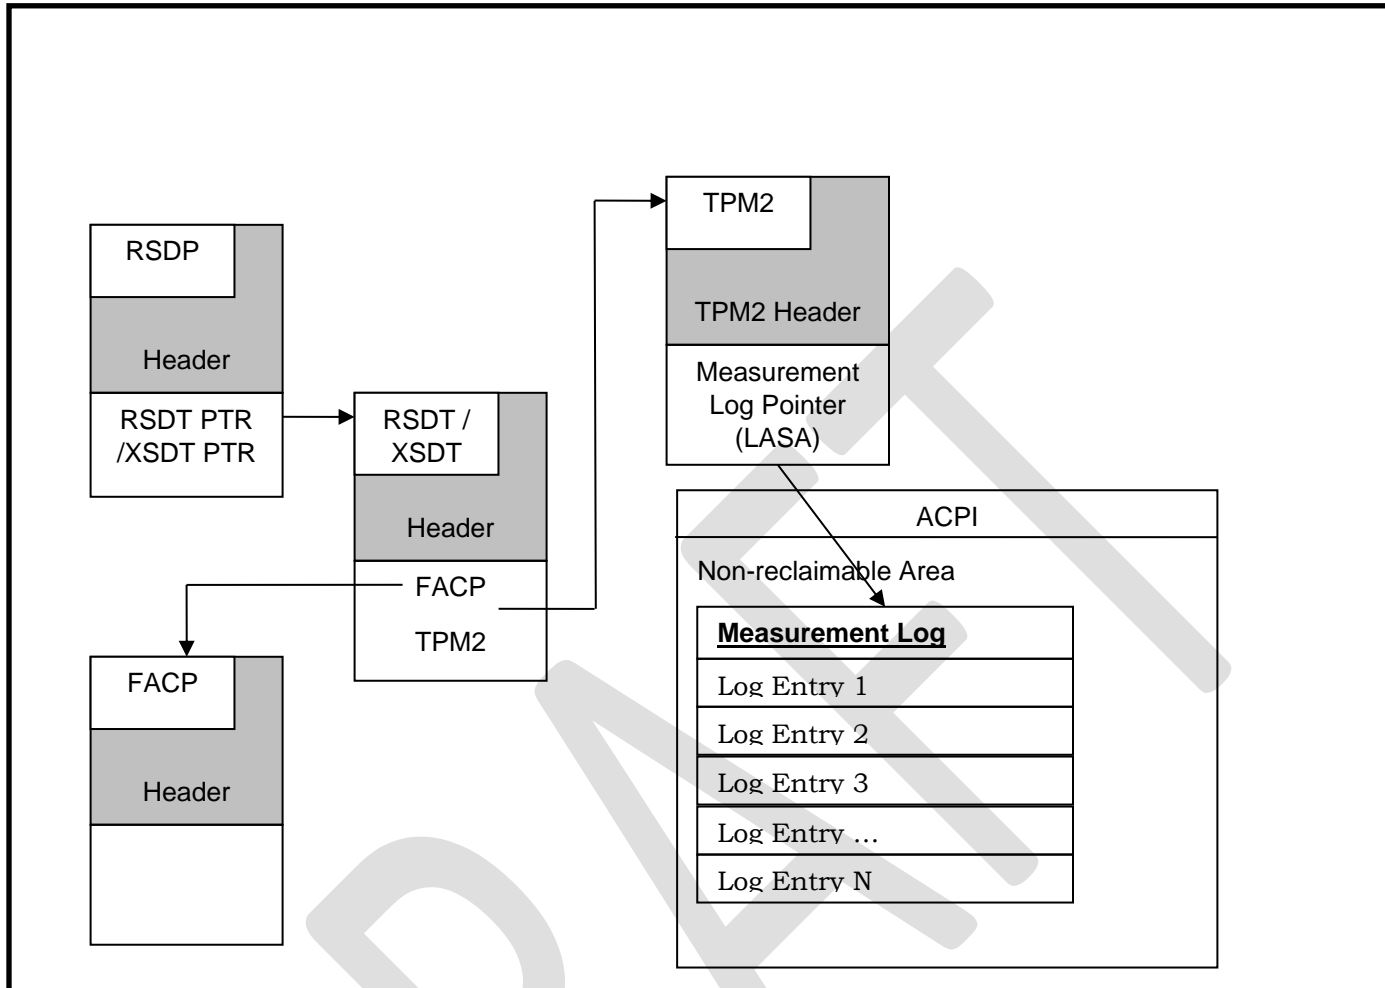 RSDP
Header
RSDT PTR
/XSDT PTR
RSDT /
XSDT
Header
FACP
TPM2
FACP
Header
TPM2
TPM2 Header
Measurement
Log Pointer
(LASA)
ACPI
Non-reclaimable Area
Measurement Log
Log Entry 1
Log Entry 2
Log Entry 3
Log Entry ...
Log Entry N
DRAFT